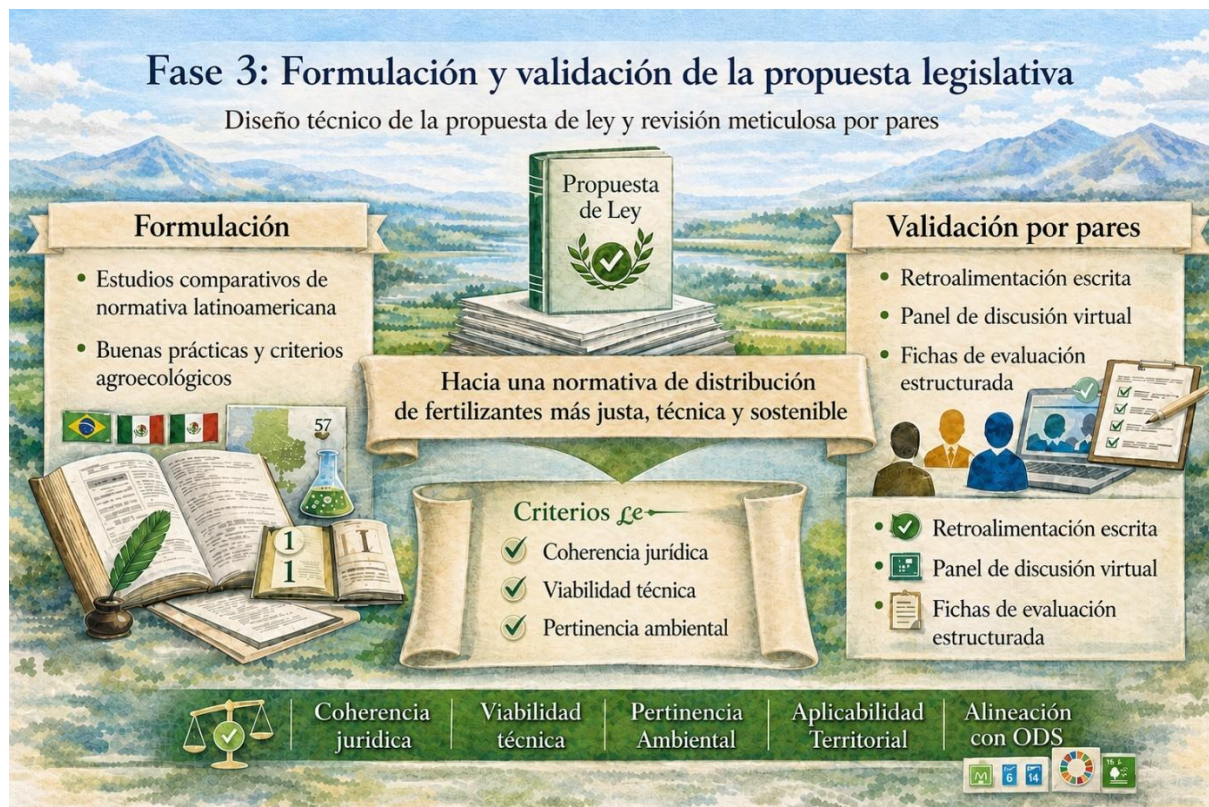 Fase 3: Formulación y validación de la propuesta legislativa
Diseño técnico de la propuesta de ley y revisión meticulosa por pares
Propuesta
de Ley
Formulación
Estudios comparativos de
normativa latinoamericana
Buenas prácticas y criterios
agroecológicos
57
1
1
Validación por pares
Retroalimentación escrita
Panel de discusión virtual
Fichas de evaluación
estructurada
Hacia una normativa de distribución
de fertilizantes más justa, técnica y sostenible
Criterios Le
Coherencia jurídica
Viabilidad técnica
Pertinencia ambiental
Retroalimentación escrita
Panel de discusión virtual
Fichas de evaluación
estructurada
Coherencia
juridica
Viabilidad
técnica
Pertinencia
Ambiental
Aplicabilidad
Territorial
Alineación
con ODS
6
14